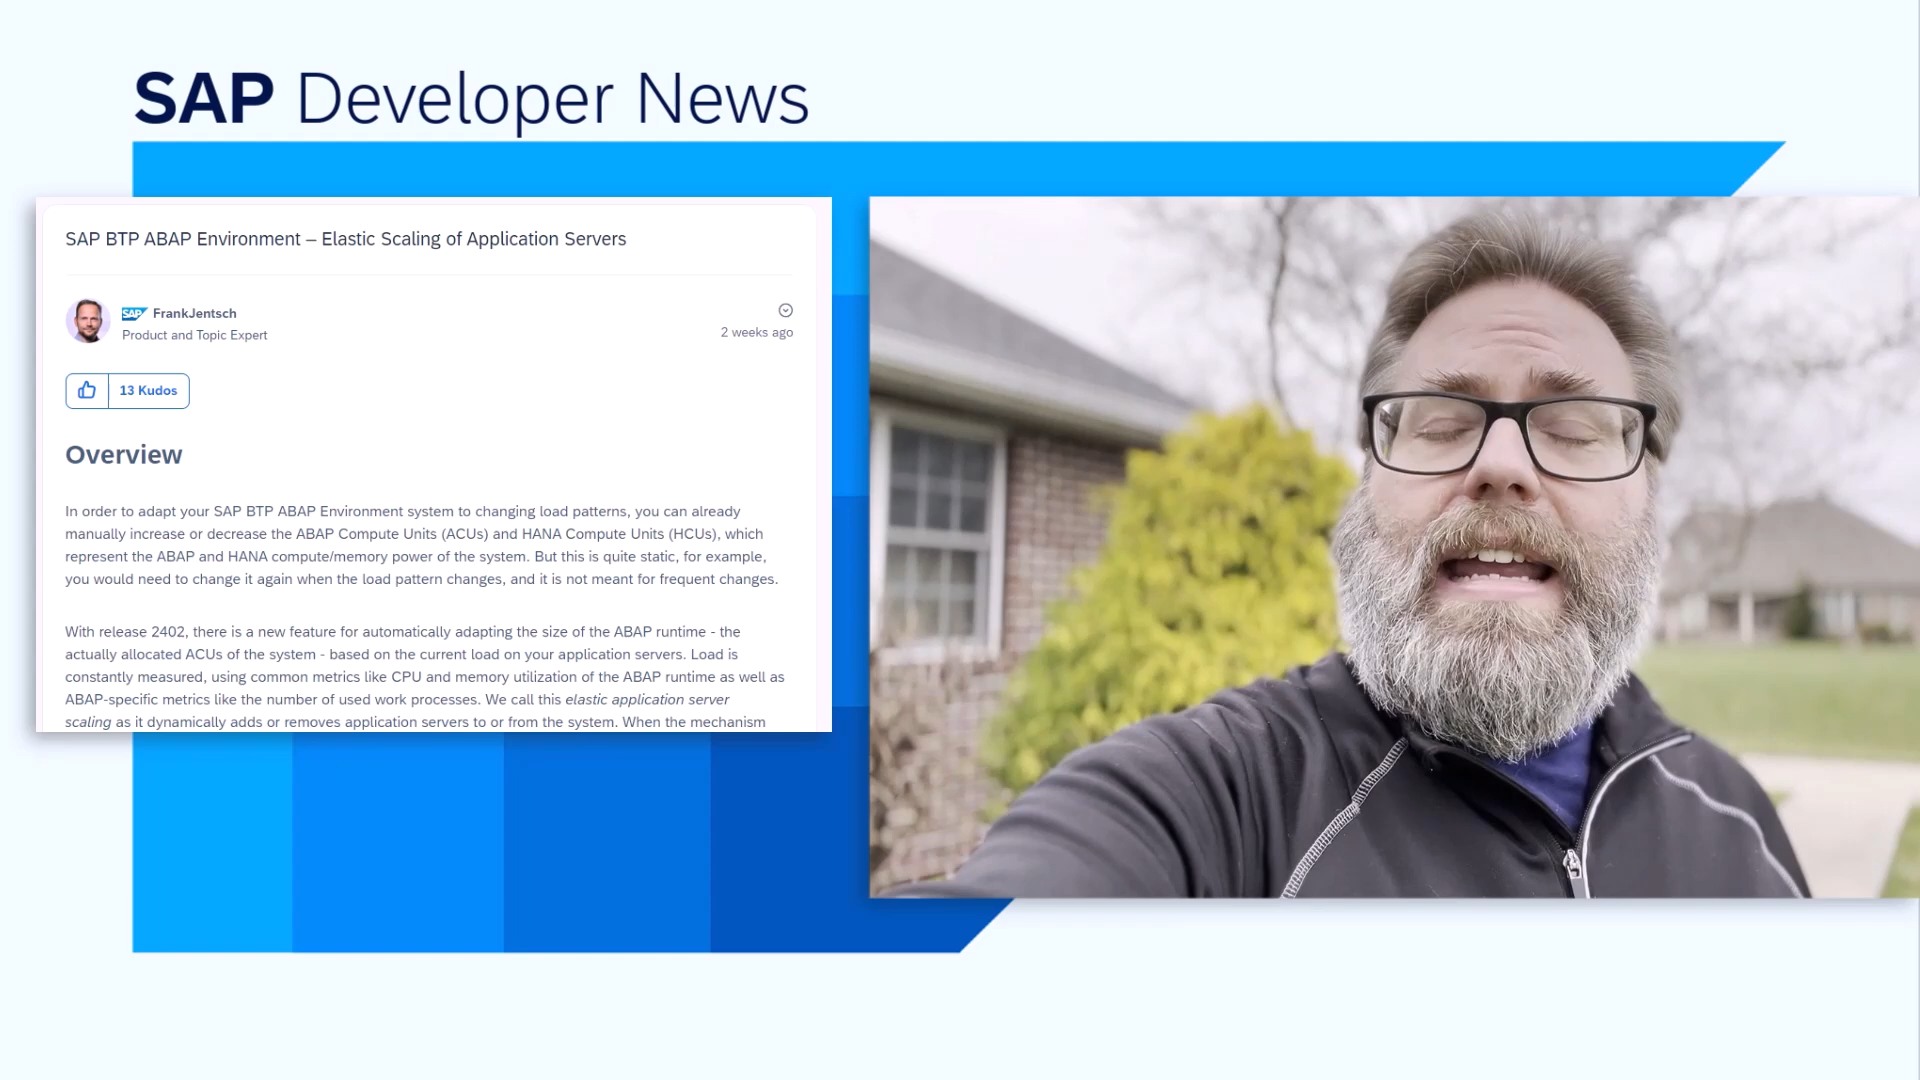 SAP Developer News
SAP BTP ABAP Environment – Elastic Scaling of Application Servers
SAP FrankJentsch
Product and Topic Expert
2 weeks ago
13 Kudos
Overview
In order to adapt your SAP BTP ABAP Environment system to changing load patterns, you can already
manually increase or decrease the ABAP Compute Units (ACUs) and HANA Compute Units (HCUs), which
represent the ABAP and HANA compute/memory power of the system. But this is quite static, for example,
you would need to change it again when the load pattern changes, and it is not meant for frequent changes.
With release 2402, there is a new feature for automatically adapting the size of the ABAP runtime - the
actually allocated ACUs of the system - based on the current load on your application servers. Load is
constantly measured, using common metrics like CPU and memory utilization of the ABAP runtime as well as
ABAP-specific metrics like the number of used work processes. We call this elastic application server
scaling as it dynamically adds or removes application servers to or from the system. When the mechanism